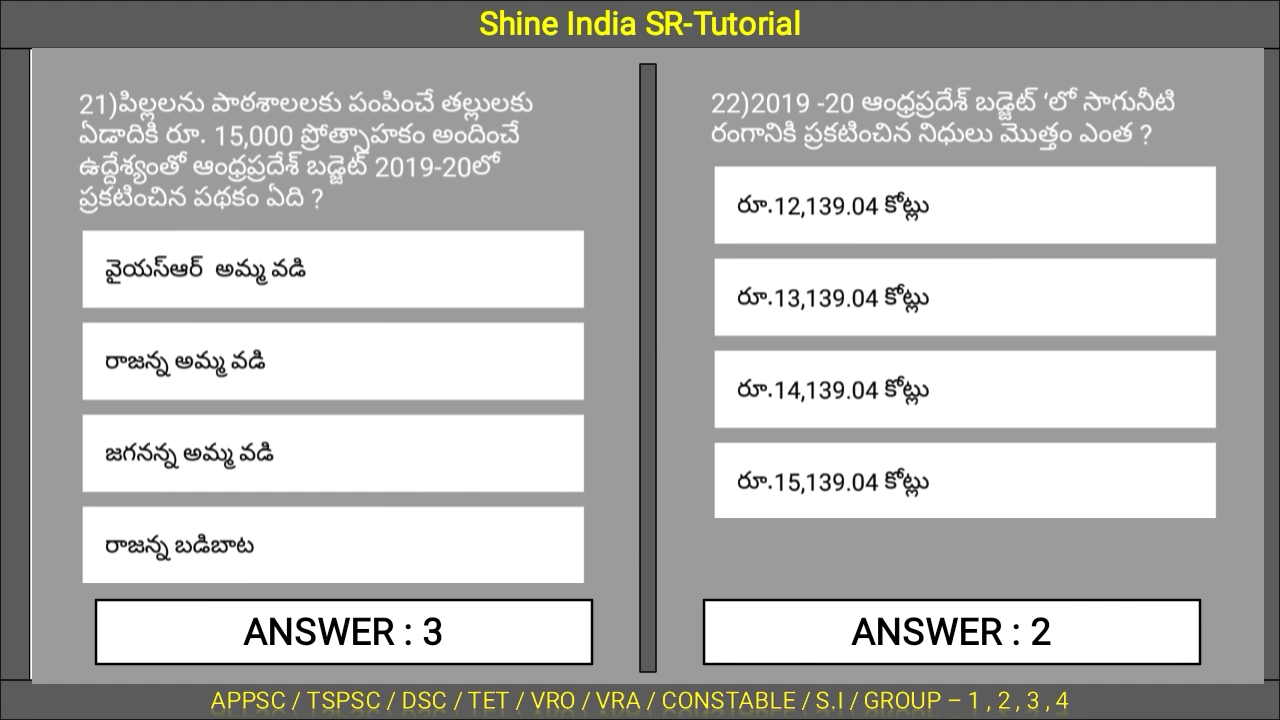 Shine India SR-Tutorial
21)పిల్లలను పాఠశాలలకు పంపించే తల్లులకు
ఏడాదికి రూ. 15,000 ప్రోత్సాహకం అందించే
ఉద్దేశ్యంతో ఆంధ్రప్రదేశ్ బడ్జెట్ 2019-20లో
ప్రకటించిన పథకం ఏది ?
వైయస్ఆర్ అమ్మ వడి
రాజన్న అమ్మ వడి
జగనన్న అమ్మ వడి
రాజన్న బడిబాట
ANSWER : 3
22)2019 -20 ఆంధ్రప్రదేశ్ బడ్జెట్ ‘లో సాగునీటి
రంగానికి ప్రకటించిన నిధులు మొత్తం ఎంత ?
రూ.12,139.04 కోట్లు
రూ.13,139.04 కోట్లు
రూ.14,139.04 కోట్లు
రూ.15,139.04 కోట్లు
ANSWER : 2
APPSC / TSPSC / DSC / TET / VRO / VRA / CONSTABLE / S.I / GROUP – 1 , 2 , 3 , 4